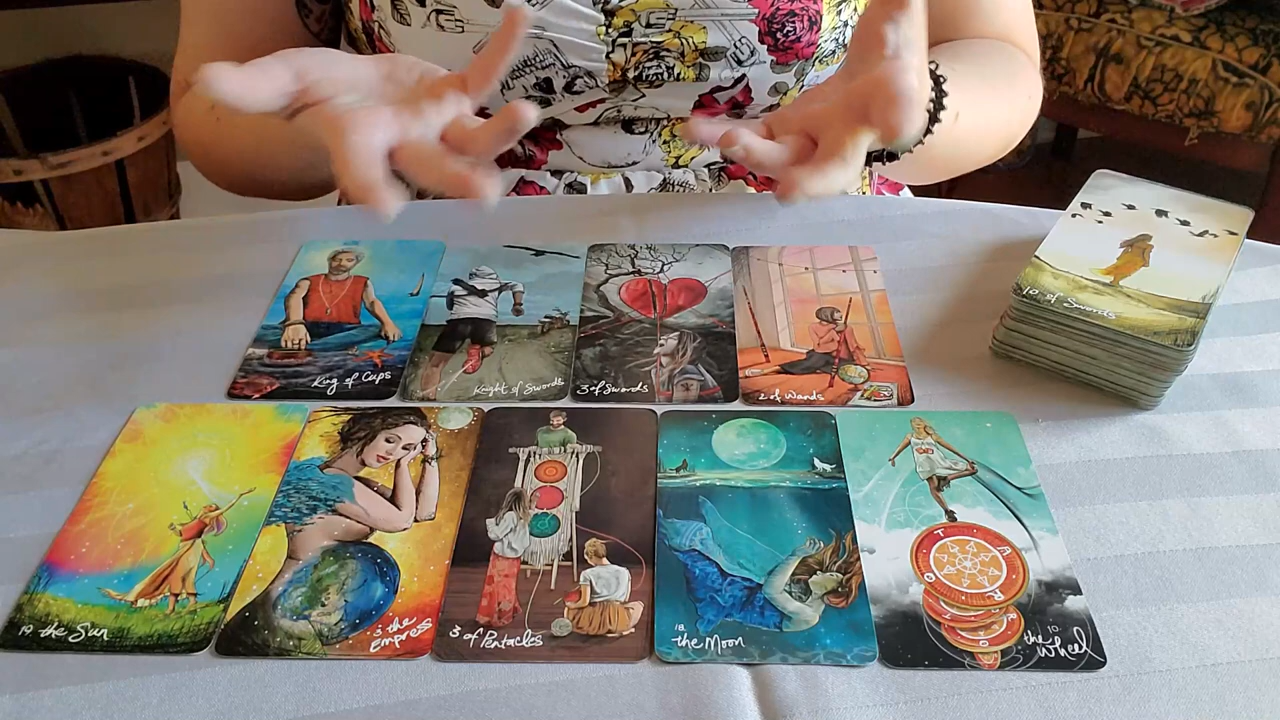 King of Cups
Knight of Swords
3 of Swords
2 of Wands
10 of Swords
19 the Sun
3 the
Empress
3 of Pentacles
18
the Moon
T A R O
10
the Wheel